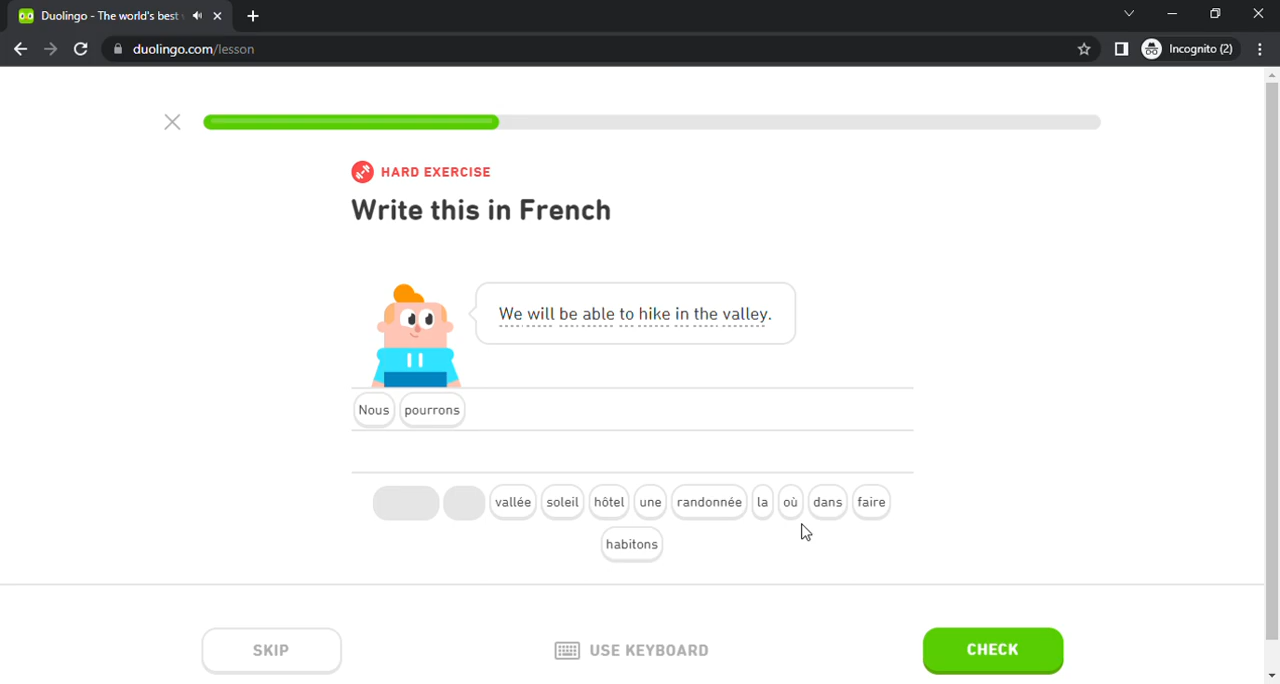 Duolingo - The world's best
Incognito (2)
duolingo.com/lesson
HARD EXERCISE
Write this in French
We will be able to hike in the valley.
Nous pourrons
vallée soleil hôtel une randonnée la où dans faire
habitons
SKIP USE KEYBOARD CHECK